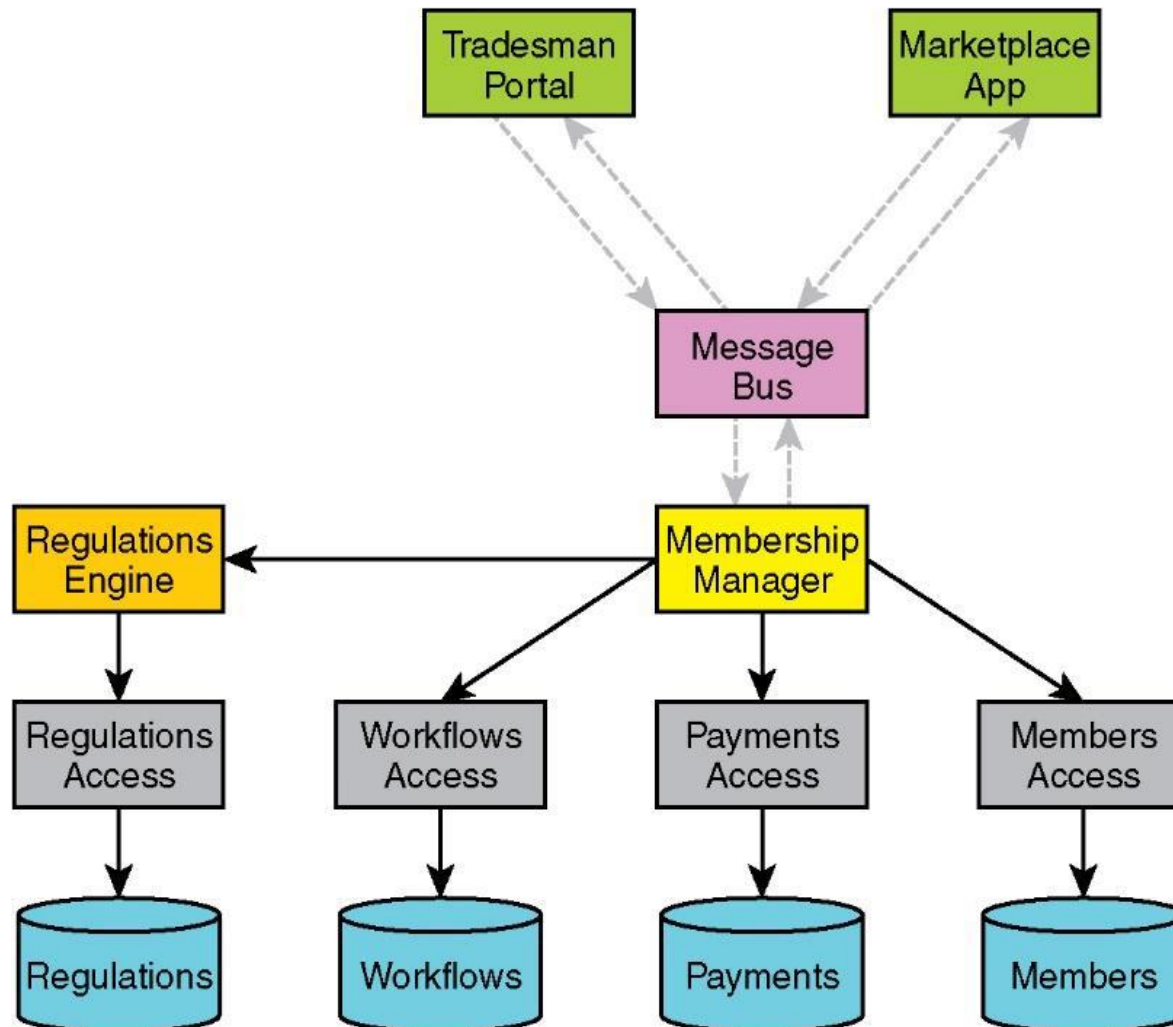 Tradesman
Portal
Marketplace
App
Message
Bus
Regulations
Engine
Membership
Manager
Regulations
Access
Workflows
Access
Payments
Access
Members
Access
Regulations
Workflows
Payments
Members